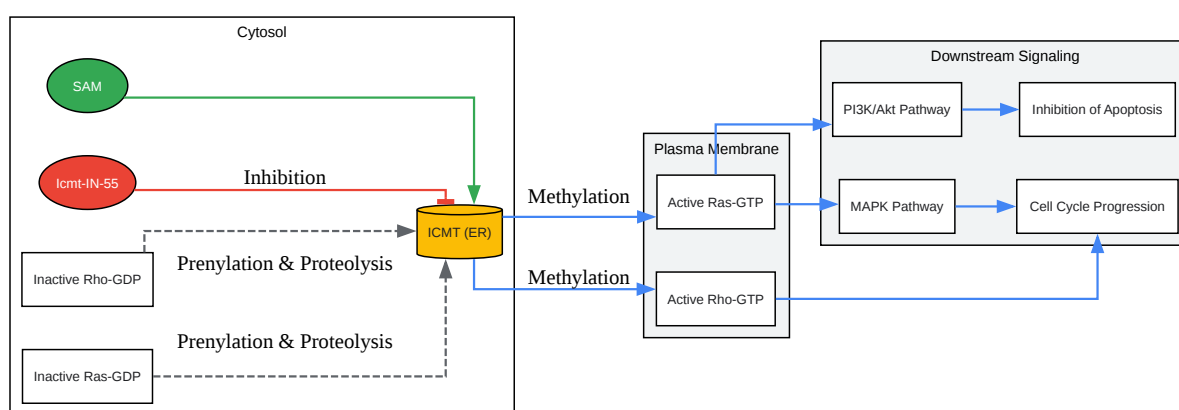 Cytosol
SAM
Icmt-IN-55
Inhibition
ICMT (ER)
Inactive Rho-GDP
Prenylation & Proteolysis
Prenylation & Proteolysis
Inactive Ras-GDP
Methylation
Methylation
Plasma Membrane
Active Ras-GTP
Active Rho-GTP
Downstream Signaling
PI3K/Akt Pathway
Inhibition of Apoptosis
MAPK Pathway
Cell Cycle Progression